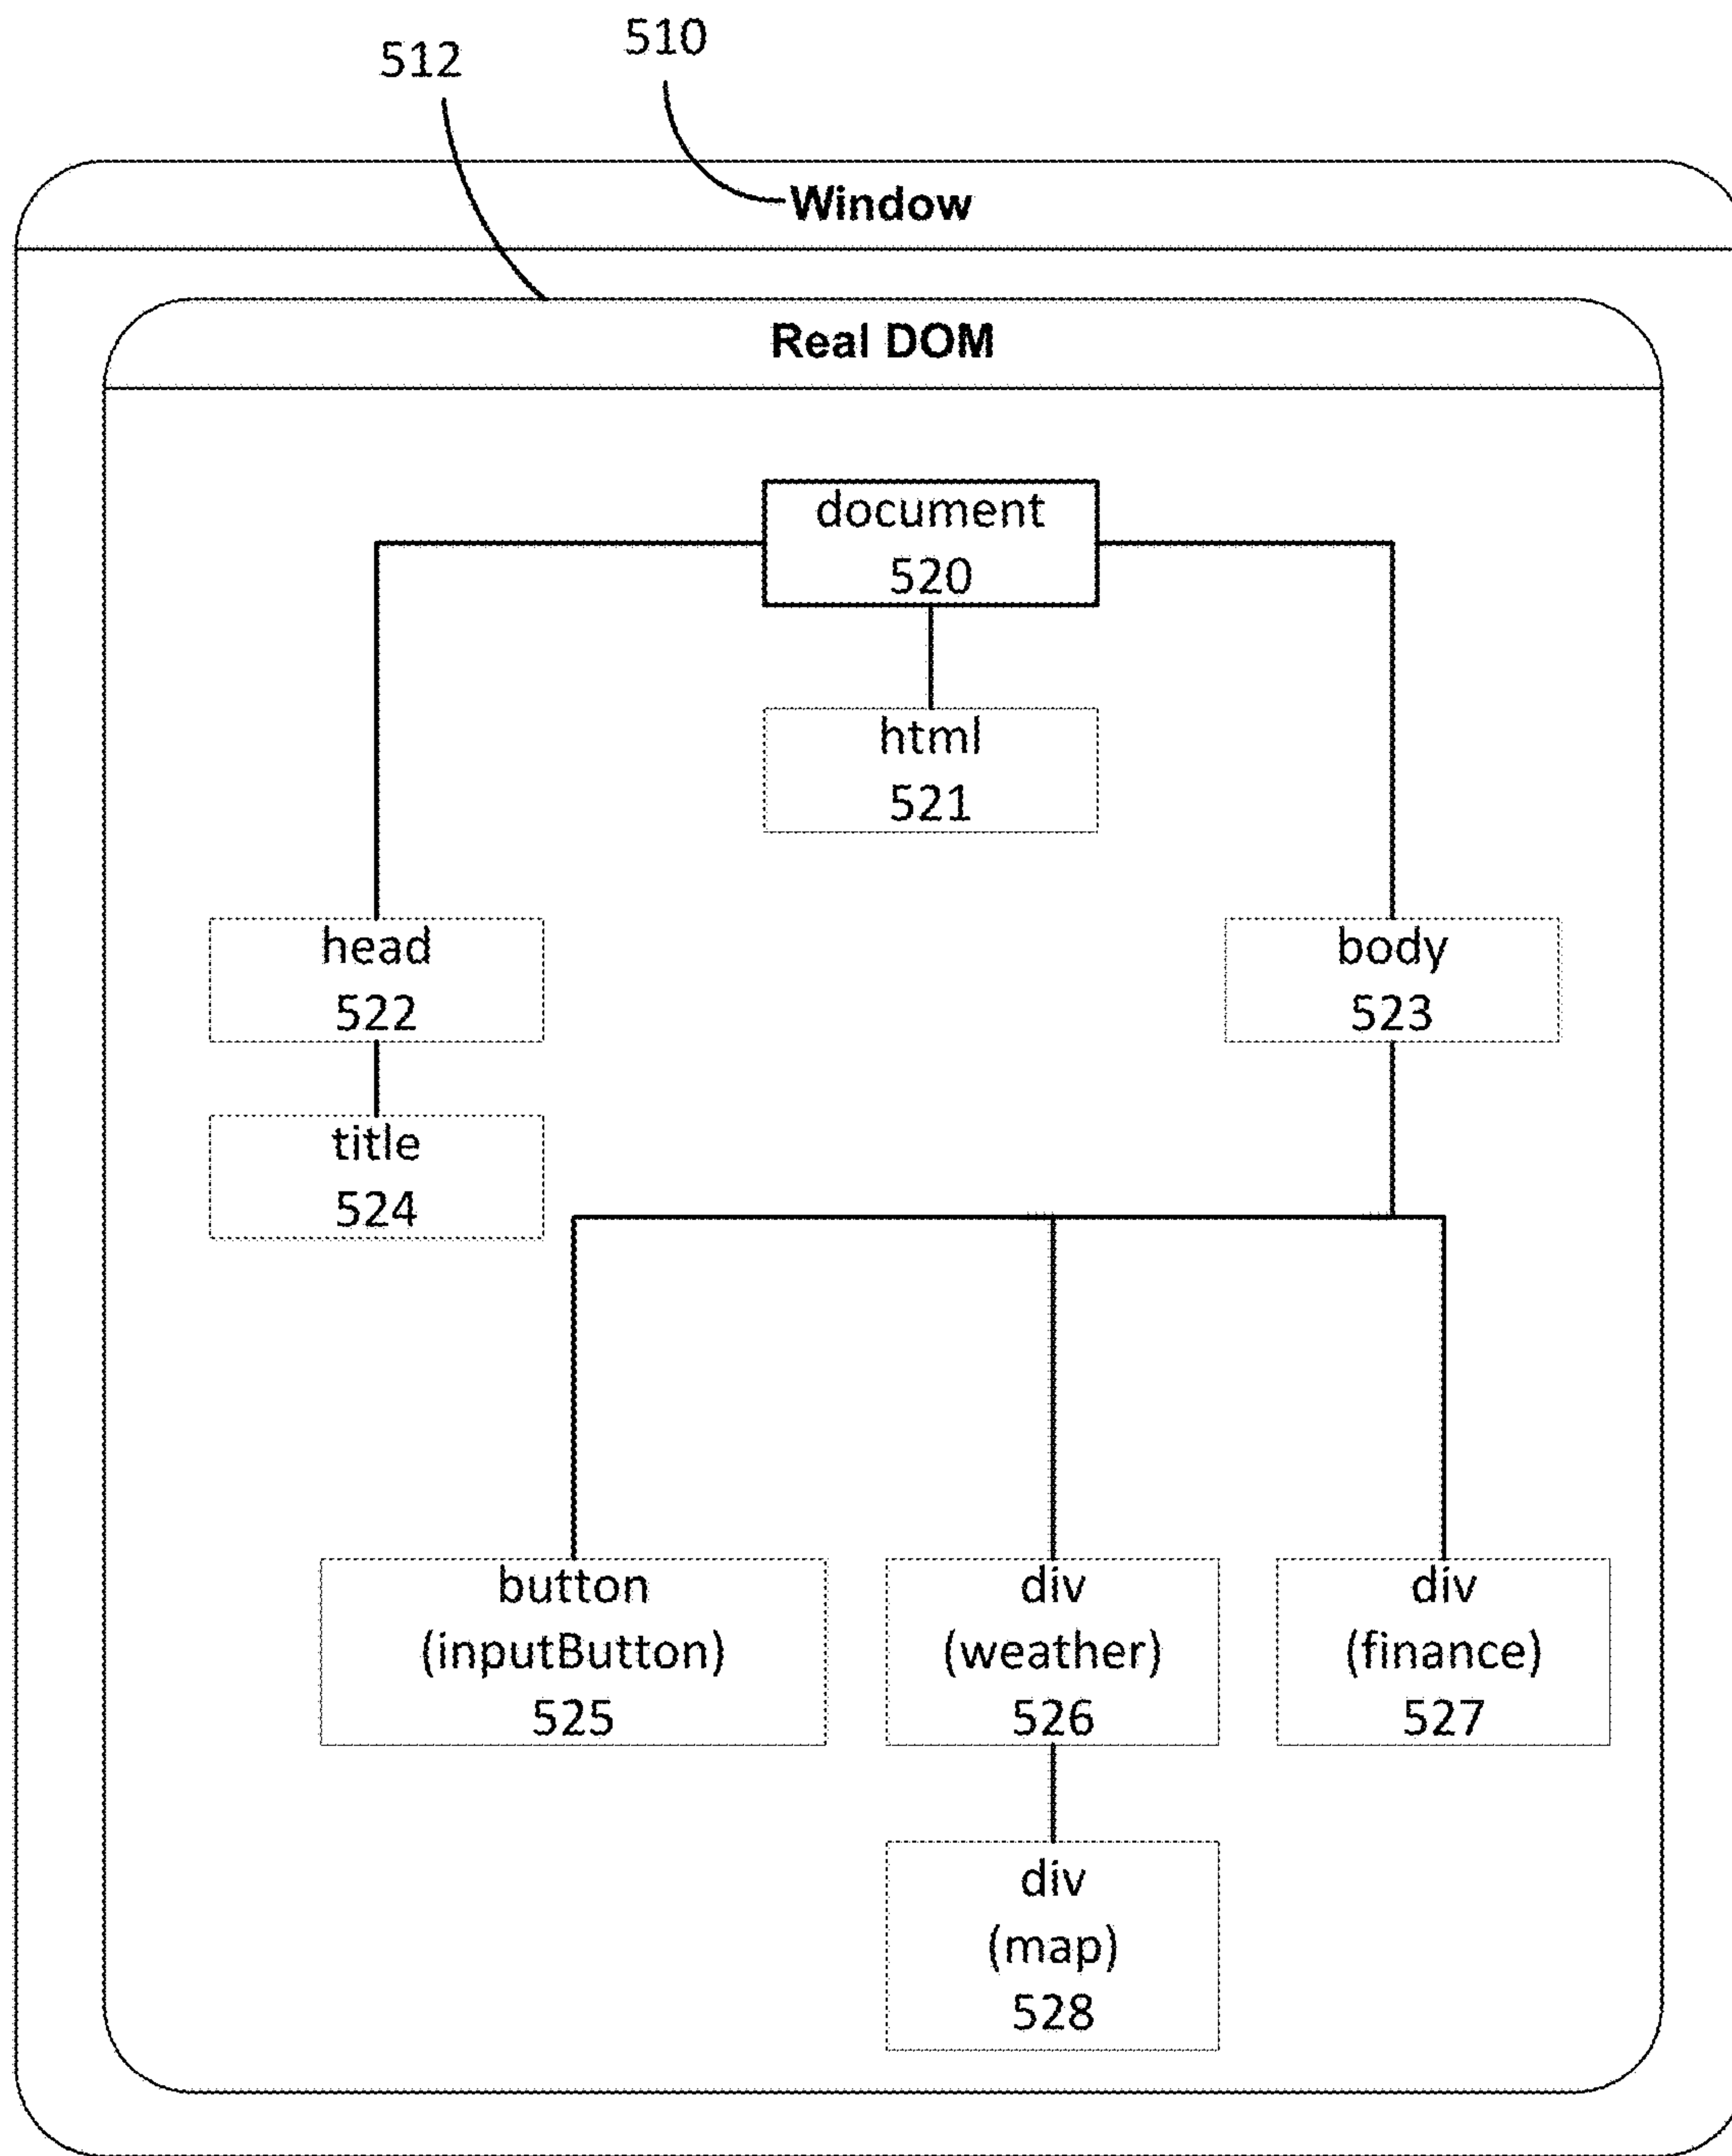 510
512
Window
Real DOM
document
520
html
521
head
522
body
523
title
524
button
(inputButton)
525
div
(weather)
526
div
(finance)
527
div
(map)
528